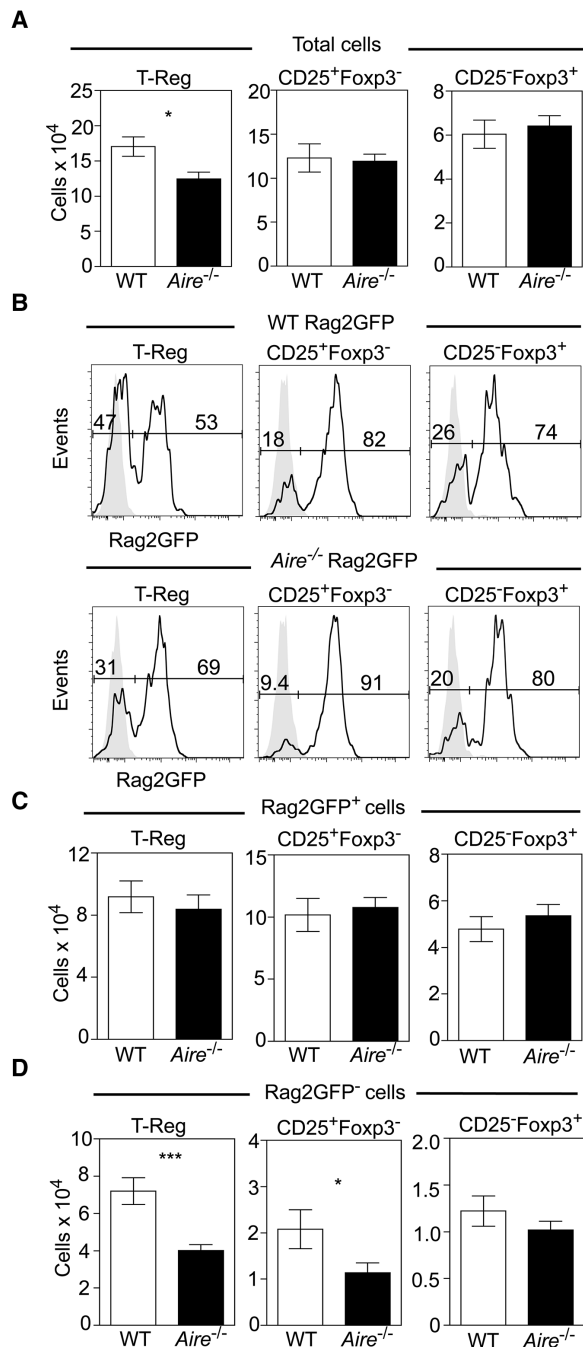 A
Total cells
T-Reg
CD25⁺Foxp3⁻
CD25⁻Foxp3⁺
Cells x 10⁴
25
20
15
10
5
0
*
WT Aire⁻/⁻
20
15
10
5
0
WT Aire⁻/⁻
8
6
4
2
0
WT Aire⁻/⁻
B
WT Rag2GFP
T-Reg
CD25⁺Foxp3⁻
CD25⁻Foxp3⁺
Events
47 53
18 82
26 74
Rag2GFP
Aire⁻/⁻ Rag2GFP
T-Reg
CD25⁺Foxp3⁻
CD25⁻Foxp3⁺
Events
31 69
9.4 91
20 80
Rag2GFP
C
Rag2GFP⁺ cells
T-Reg
CD25⁺Foxp3⁻
CD25⁻Foxp3⁺
Cells x 10⁴
12
8
4
0
WT Aire⁻/⁻
15
10
5
0
WT Aire⁻/⁻
8
6
4
2
0
WT Aire⁻/⁻
D
Rag2GFP⁻ cells
T-Reg
CD25⁺Foxp3⁻
CD25⁻Foxp3⁺
Cells x 10⁴
10
8
6
4
2
0
***
WT Aire⁻/⁻
4
3
2
1
0
*
WT Aire⁻/⁻
2.0
1.5
1.0
0.5
0
WT Aire⁻/⁻